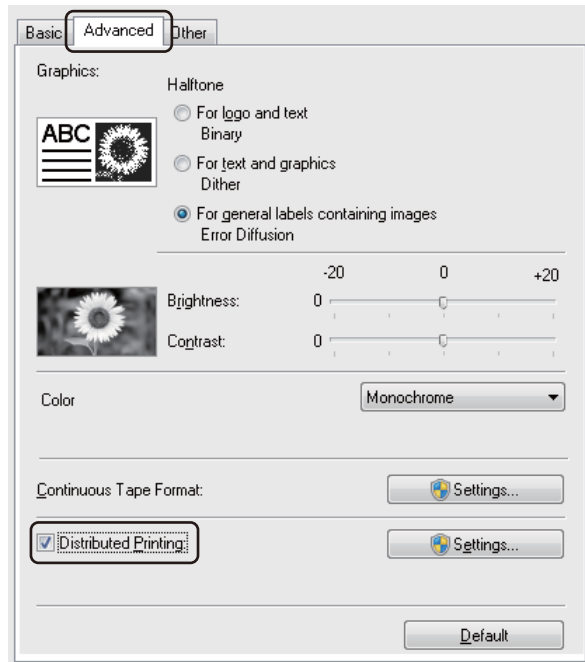 Basic Advanced Other
Graphics:
Halftone
For logo and text
Binary
ABC
For text and graphics
Dither
For general labels containing images
Error Diffusion
-20 0 +20
Brightness: 0
Contrast: 0
Color Monochrome
Continuous Tape Format: Settings...
Distributed Printing: Settings...
Default